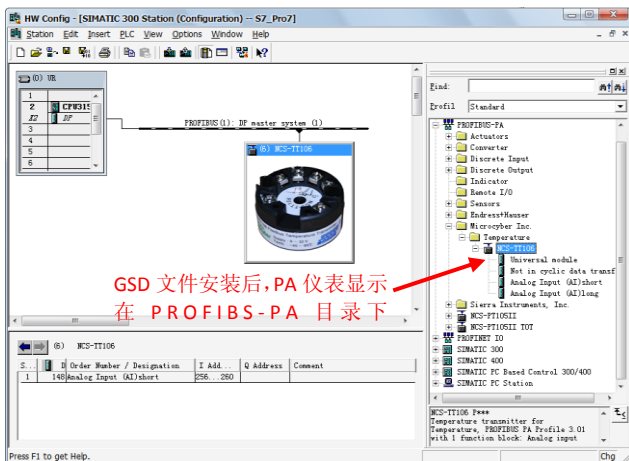 HW Config - [SIMATIC 300 Station (Configuration) -- S7_Pro7]
Station Edit Insert PLC View Options Window Help
(0) UR
1
2 CPU315
X2 DP
3
4
5
6
PROFIBUS(1): DP master system (1)
(6) NCS-TT106
GSD 文件安装后，PA 仪表显示
在 PROFIBS-PA 目录下
Find:
Profil Standard
PROFIBUS-PA
Actuators
Converter
Discrete Input
Discrete Output
Indicator
Remote I/O
Sensors
Endress+Hauser
Microcyber Inc.
Temperature
NCS-TT106
Universal module
Not in cyclic data transf
Analog Input (AI)short
Analog Input (AI)long
Sierra Instruments, Inc.
NCS-PT105II
NCS-PT105II TOT
PROFINET IO
SIMATIC 300
SIMATIC 400
SIMATIC PC Based Control 300/400
SIMATIC PC Station
(6) NCS-TT106
S... D Order Number / Designation I Add... Q Address Comment
1 148 Analog Input (AI)short 256...260
NCS-TT106 P***
Temperature transmitter for
Temperature, PROFIBUS PA Profile 3.01
with 1 function block: Analog input
Press F1 to get Help.
Chg